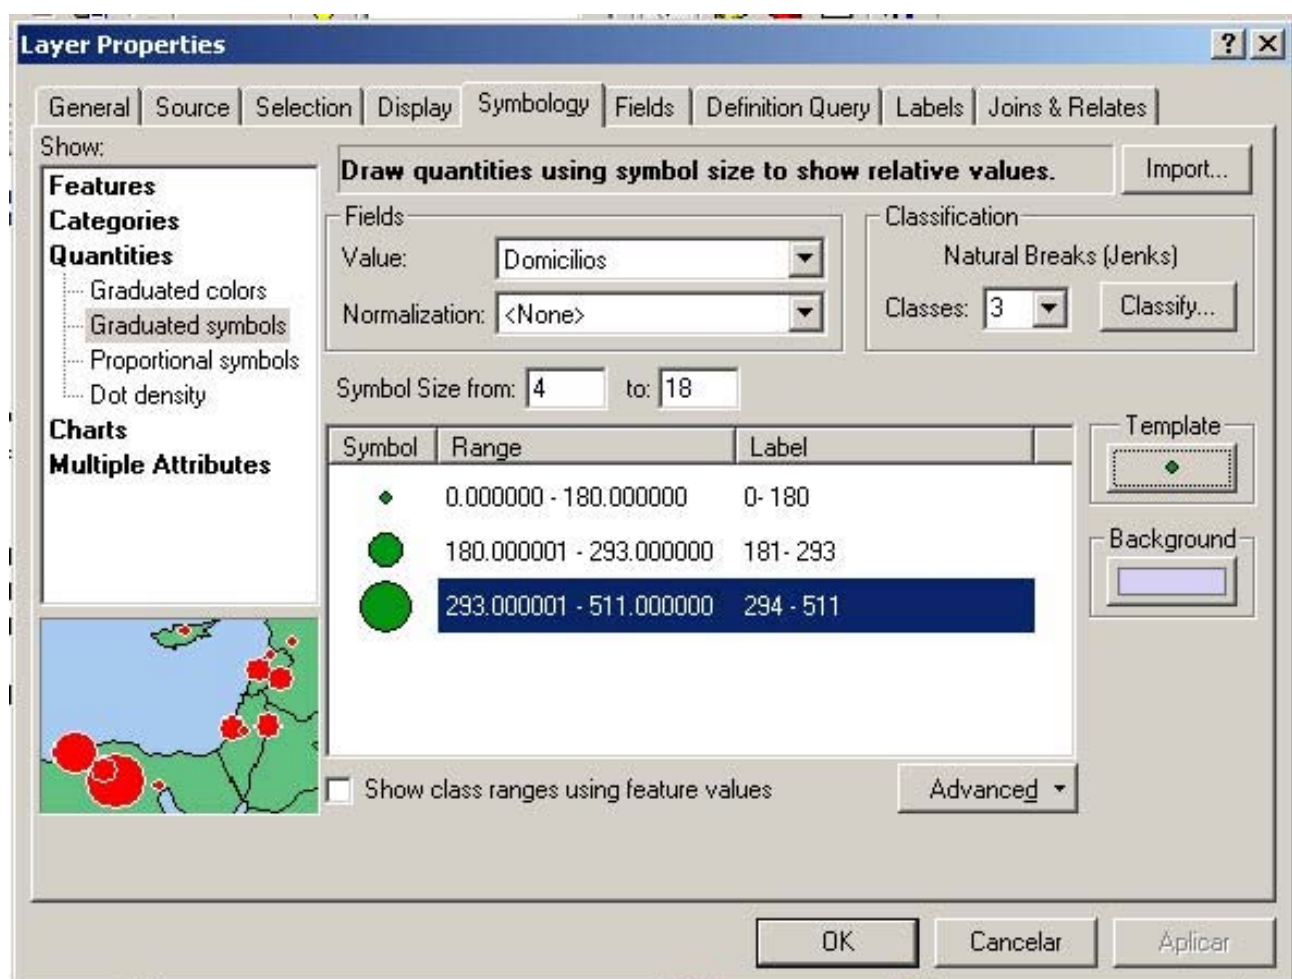 Layer Properties
General Source Selection Display Symbology Fields Definition Query Labels Joins & Relates
Show:
Features
Categories
Quantities
Graduated colors
Graduated symbols
Proportional symbols
Dot density
Charts
Multiple Attributes
Draw quantities using symbol size to show relative values.
Import...
Fields
Value: Domicilios
Normalization: <None>
Classification
Natural Breaks (Jenks)
Classes: 3 Classify...
Symbol Size from: 4 to: 18
Symbol Range Label
0.000000 - 180.000000 0- 180
180.000001 - 293.000000 181- 293
293.000001 - 511.000000 294 - 511
Template
Background
Show class ranges using feature values
Advanced
OK Cancelar Aplicar